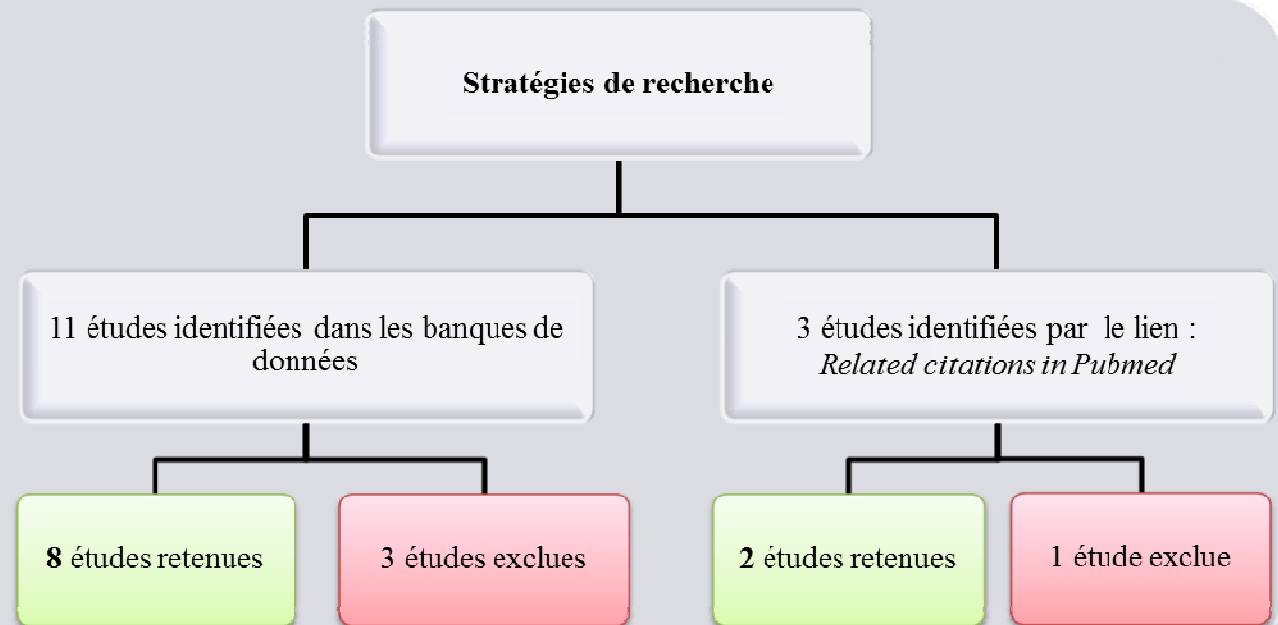 Stratégies de recherche
11 études identifiées dans les banques de
données
3 études identifiées par le lien :
Related citations in Pubmed
8 études retenues
3 études exclues
2 études retenues
1 étude exclue